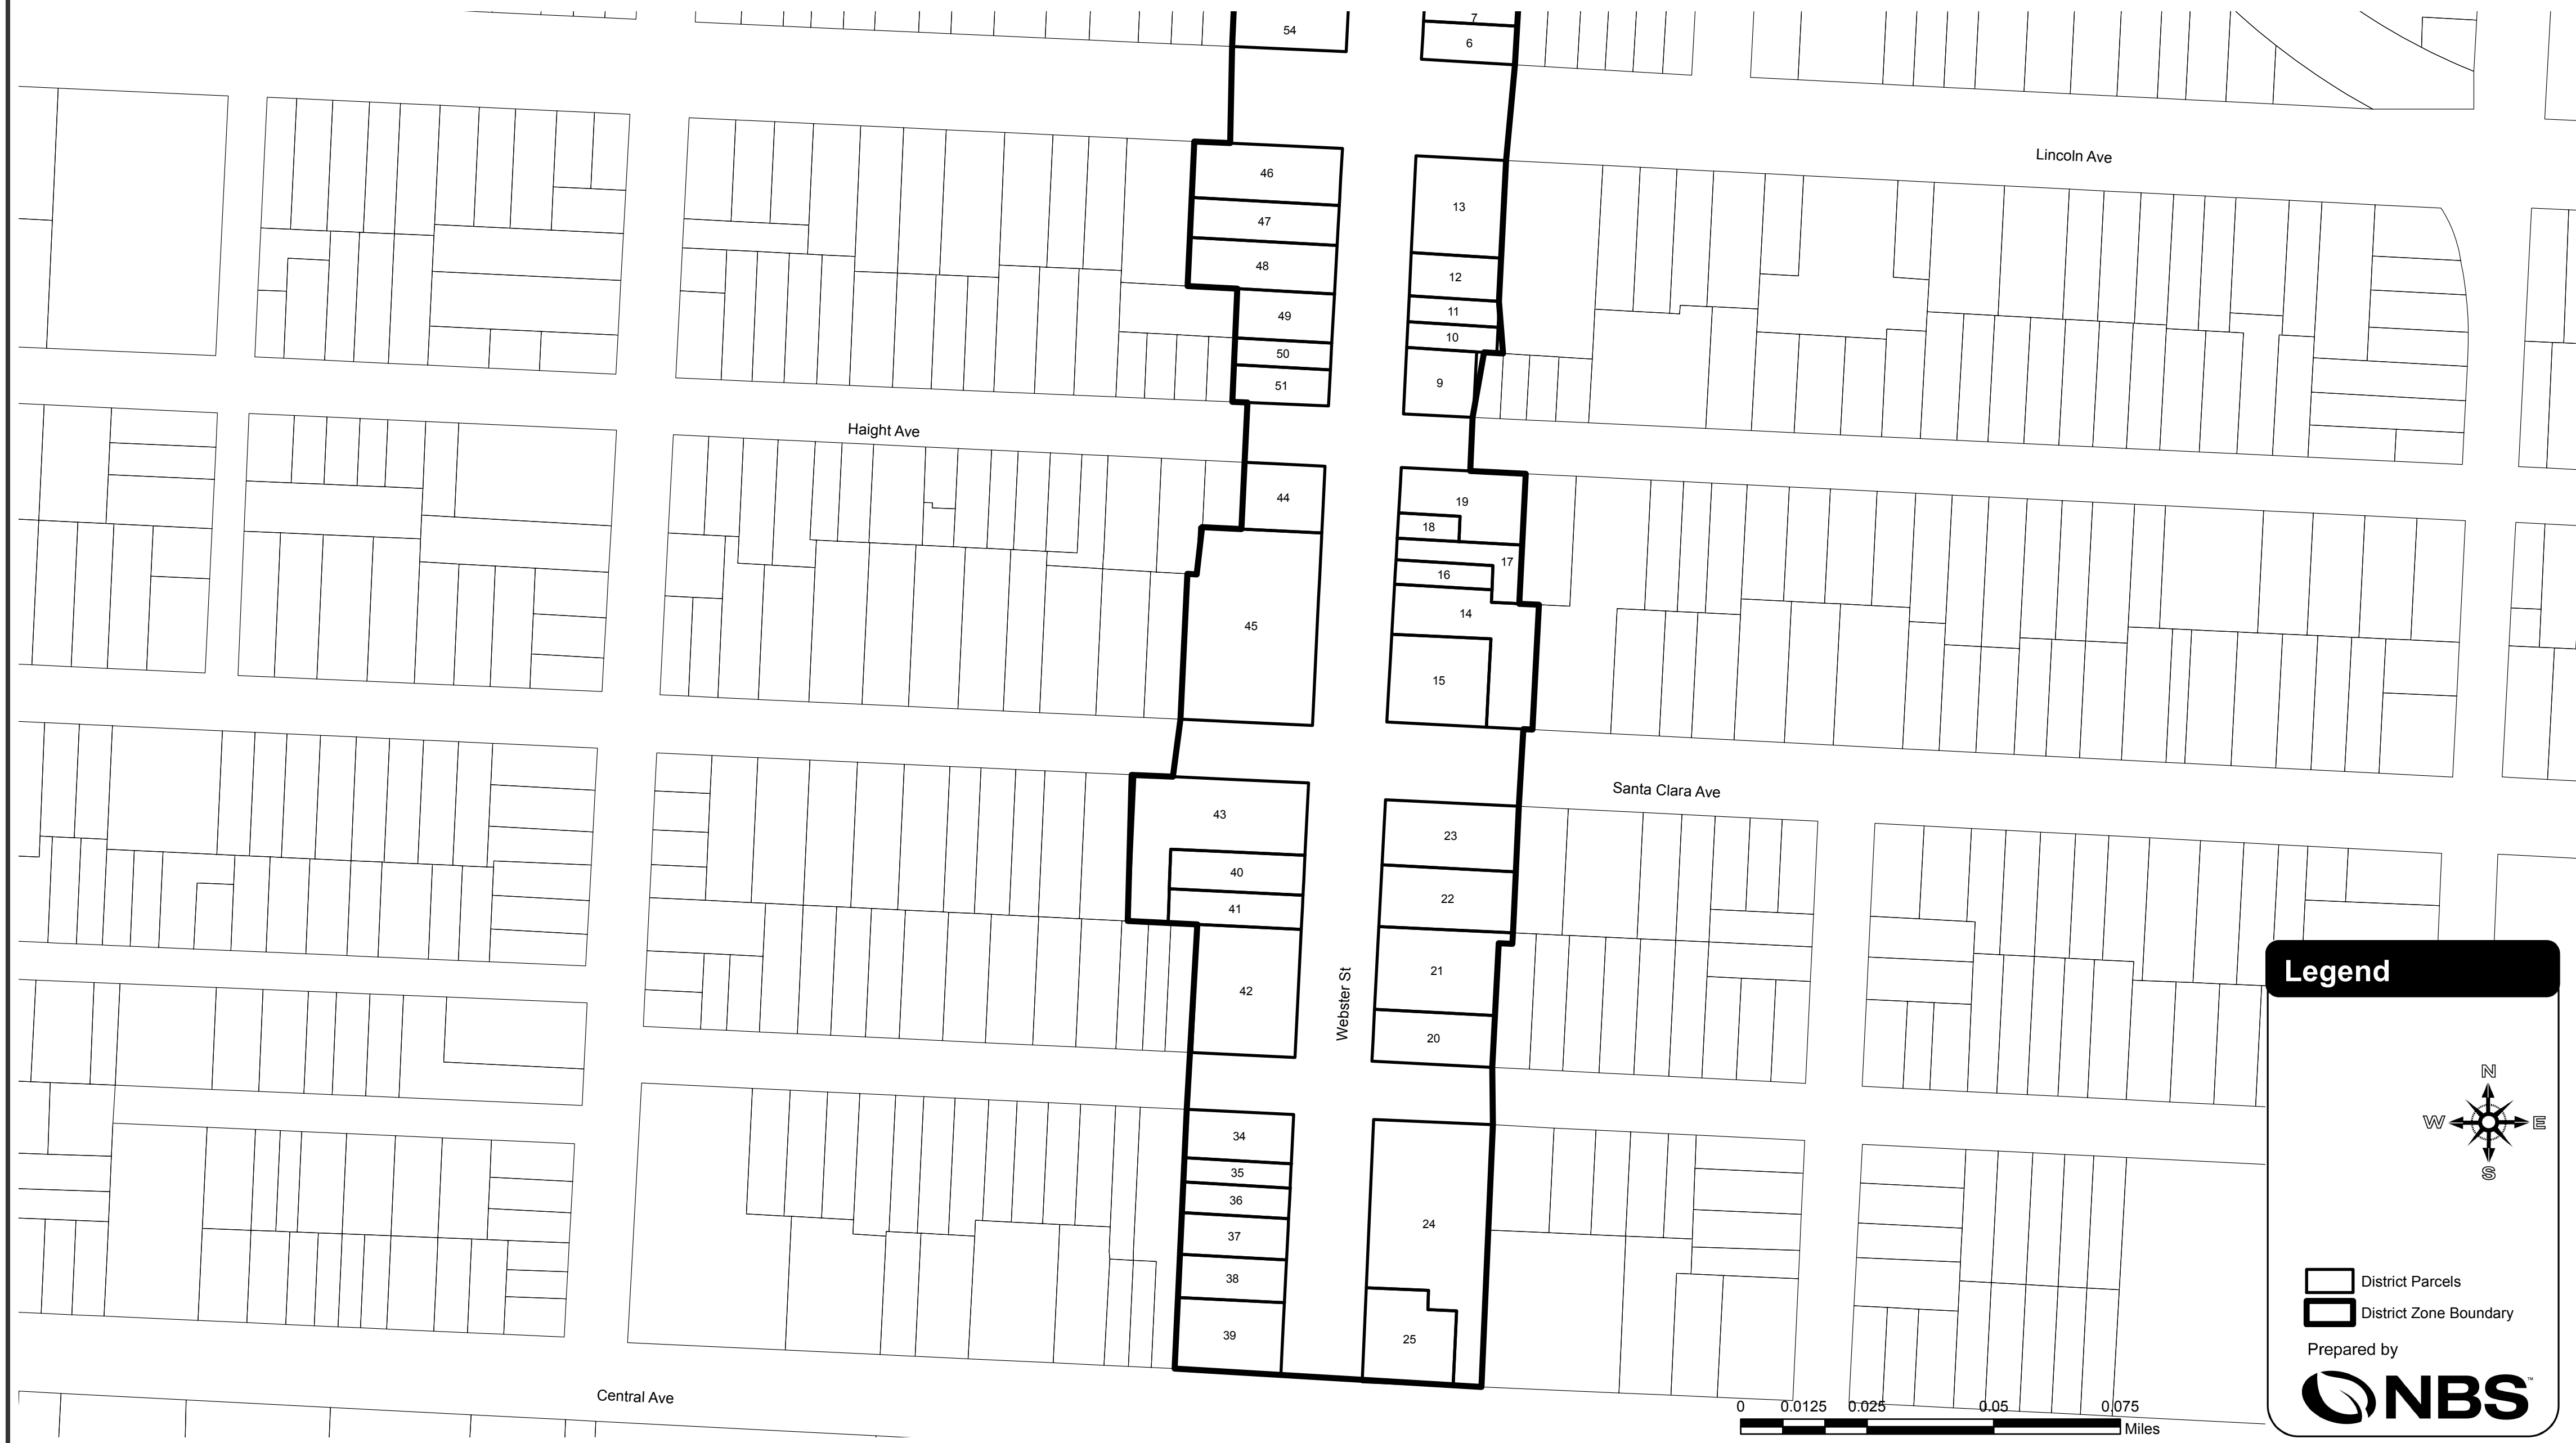 54
7
6
Lincoln Ave
46
13
47
48
12
49
11
10
50
9
51
Haight Ave
44
19
18
17
16
14
45
15
Santa Clara Ave
43
23
40
22
41
21
42
Webster St
20
34
35
36
24
37
38
39
25
Central Ave
Legend
N
W E
S
District Parcels
District Zone Boundary
Prepared by
NBS™
0 0.0125 0.025 0.05 0.075
Miles